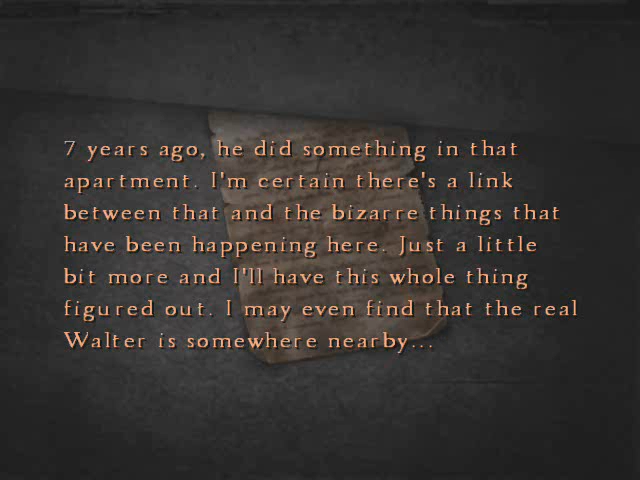 7 years ago, he did something in that
apartment. I'm certain there's a link
between that and the bizarre things that
have been happening here. Just a little
bit more and I'll have this whole thing
figured out. I may even find that the real
Walter is somewhere nearby...